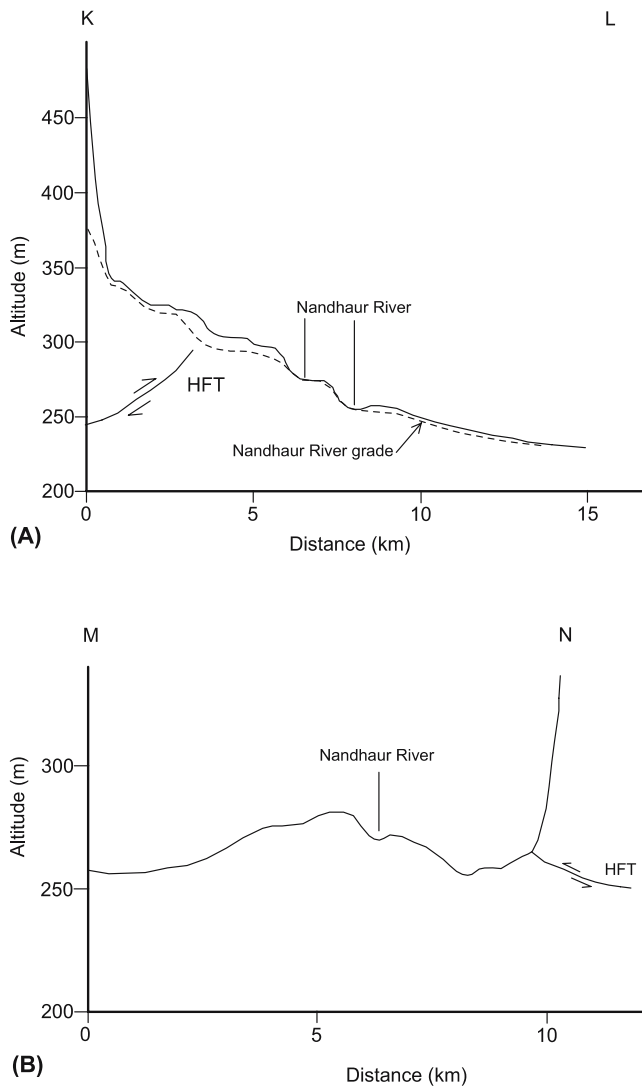 K L
450
400
350
300
250
200
Altitude (m)
Nandhaur River
HFT
Nandhaur River grade
0 5 10 15
(A)
Distance (km)
M N
300
250
200
Altitude (m)
Nandhaur River
HFT
0 5 10
(B)
Distance (km)